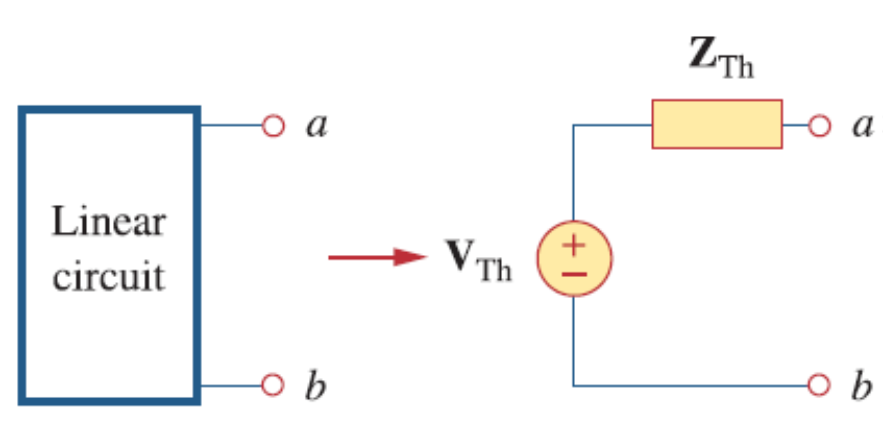 Z_Th
a
a
Linear
circuit
V_Th
+
−
b
b